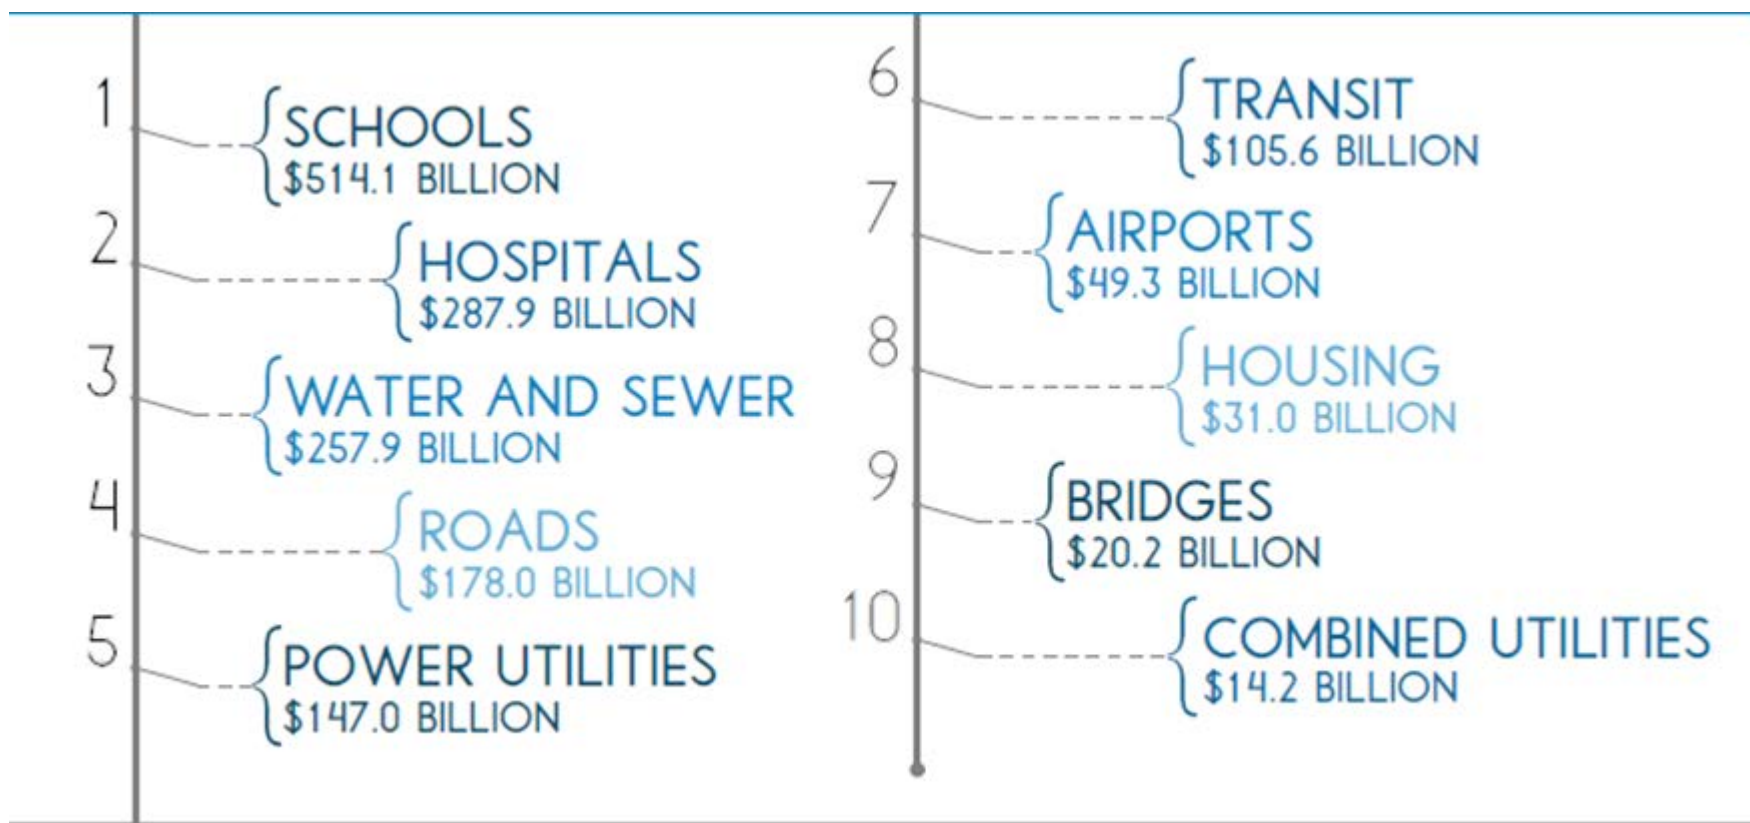 1
SCHOOLS
$514.1 BILLION
2
HOSPITALS
$287.9 BILLION
3
WATER AND SEWER
$257.9 BILLION
4
ROADS
$178.0 BILLION
5
POWER UTILITIES
$147.0 BILLION
6
TRANSIT
$105.6 BILLION
7
AIRPORTS
$49.3 BILLION
8
HOUSING
$31.0 BILLION
9
BRIDGES
$20.2 BILLION
10
COMBINED UTILITIES
$14.2 BILLION